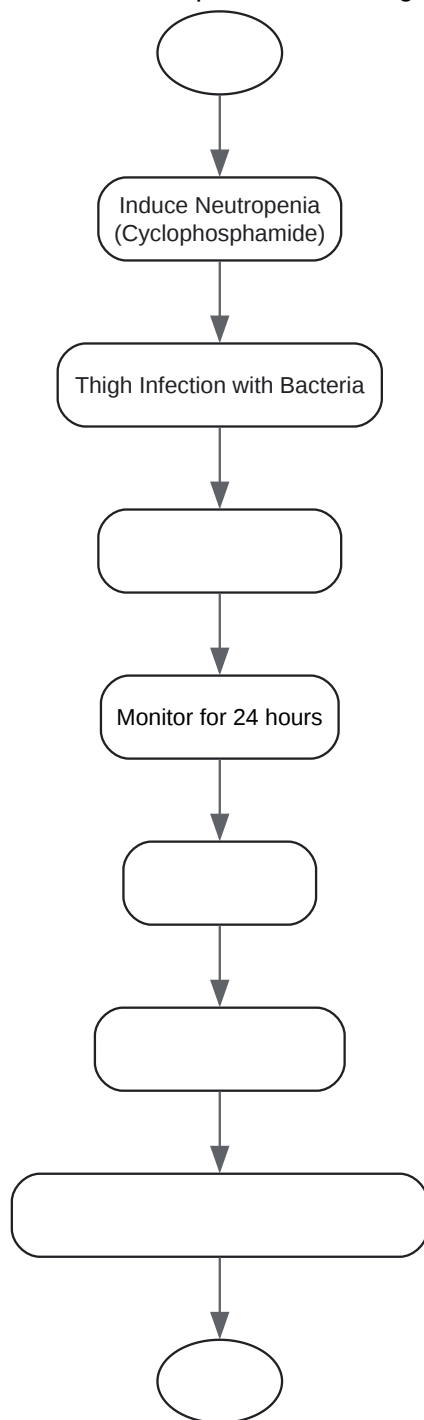 Induce Neutropenia
(Cyclophosphamide)
Thigh Infection with Bacteria
Monitor for 24 hours